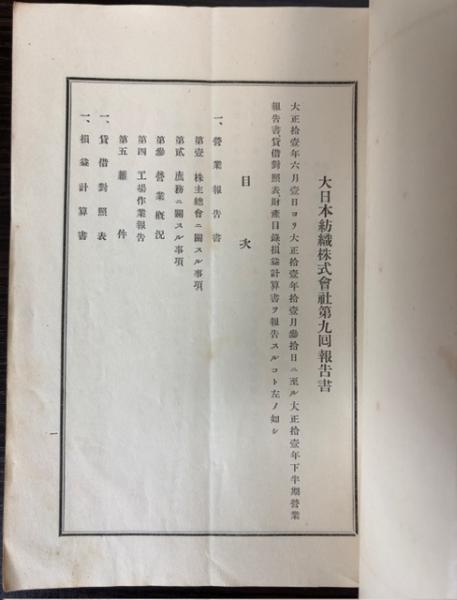 大日本紡織株式會社第九回報告書
大正拾壹年六月壹日ヨリ大正拾壹年拾壹月參拾日ニ至ル大正拾壹年下半期營業
報告書、貸借對照表、財產目錄、損益計算書ヲ報告スルコト左ノ如シ
目次
一、營業報告書
第壹 株主總會ニ關スル事項
第貳 庶務ニ關スル事項
第參 營業槪況
第四 工場作業報告
第五 雜件
一、貸借對照表
一、損益計算書
一